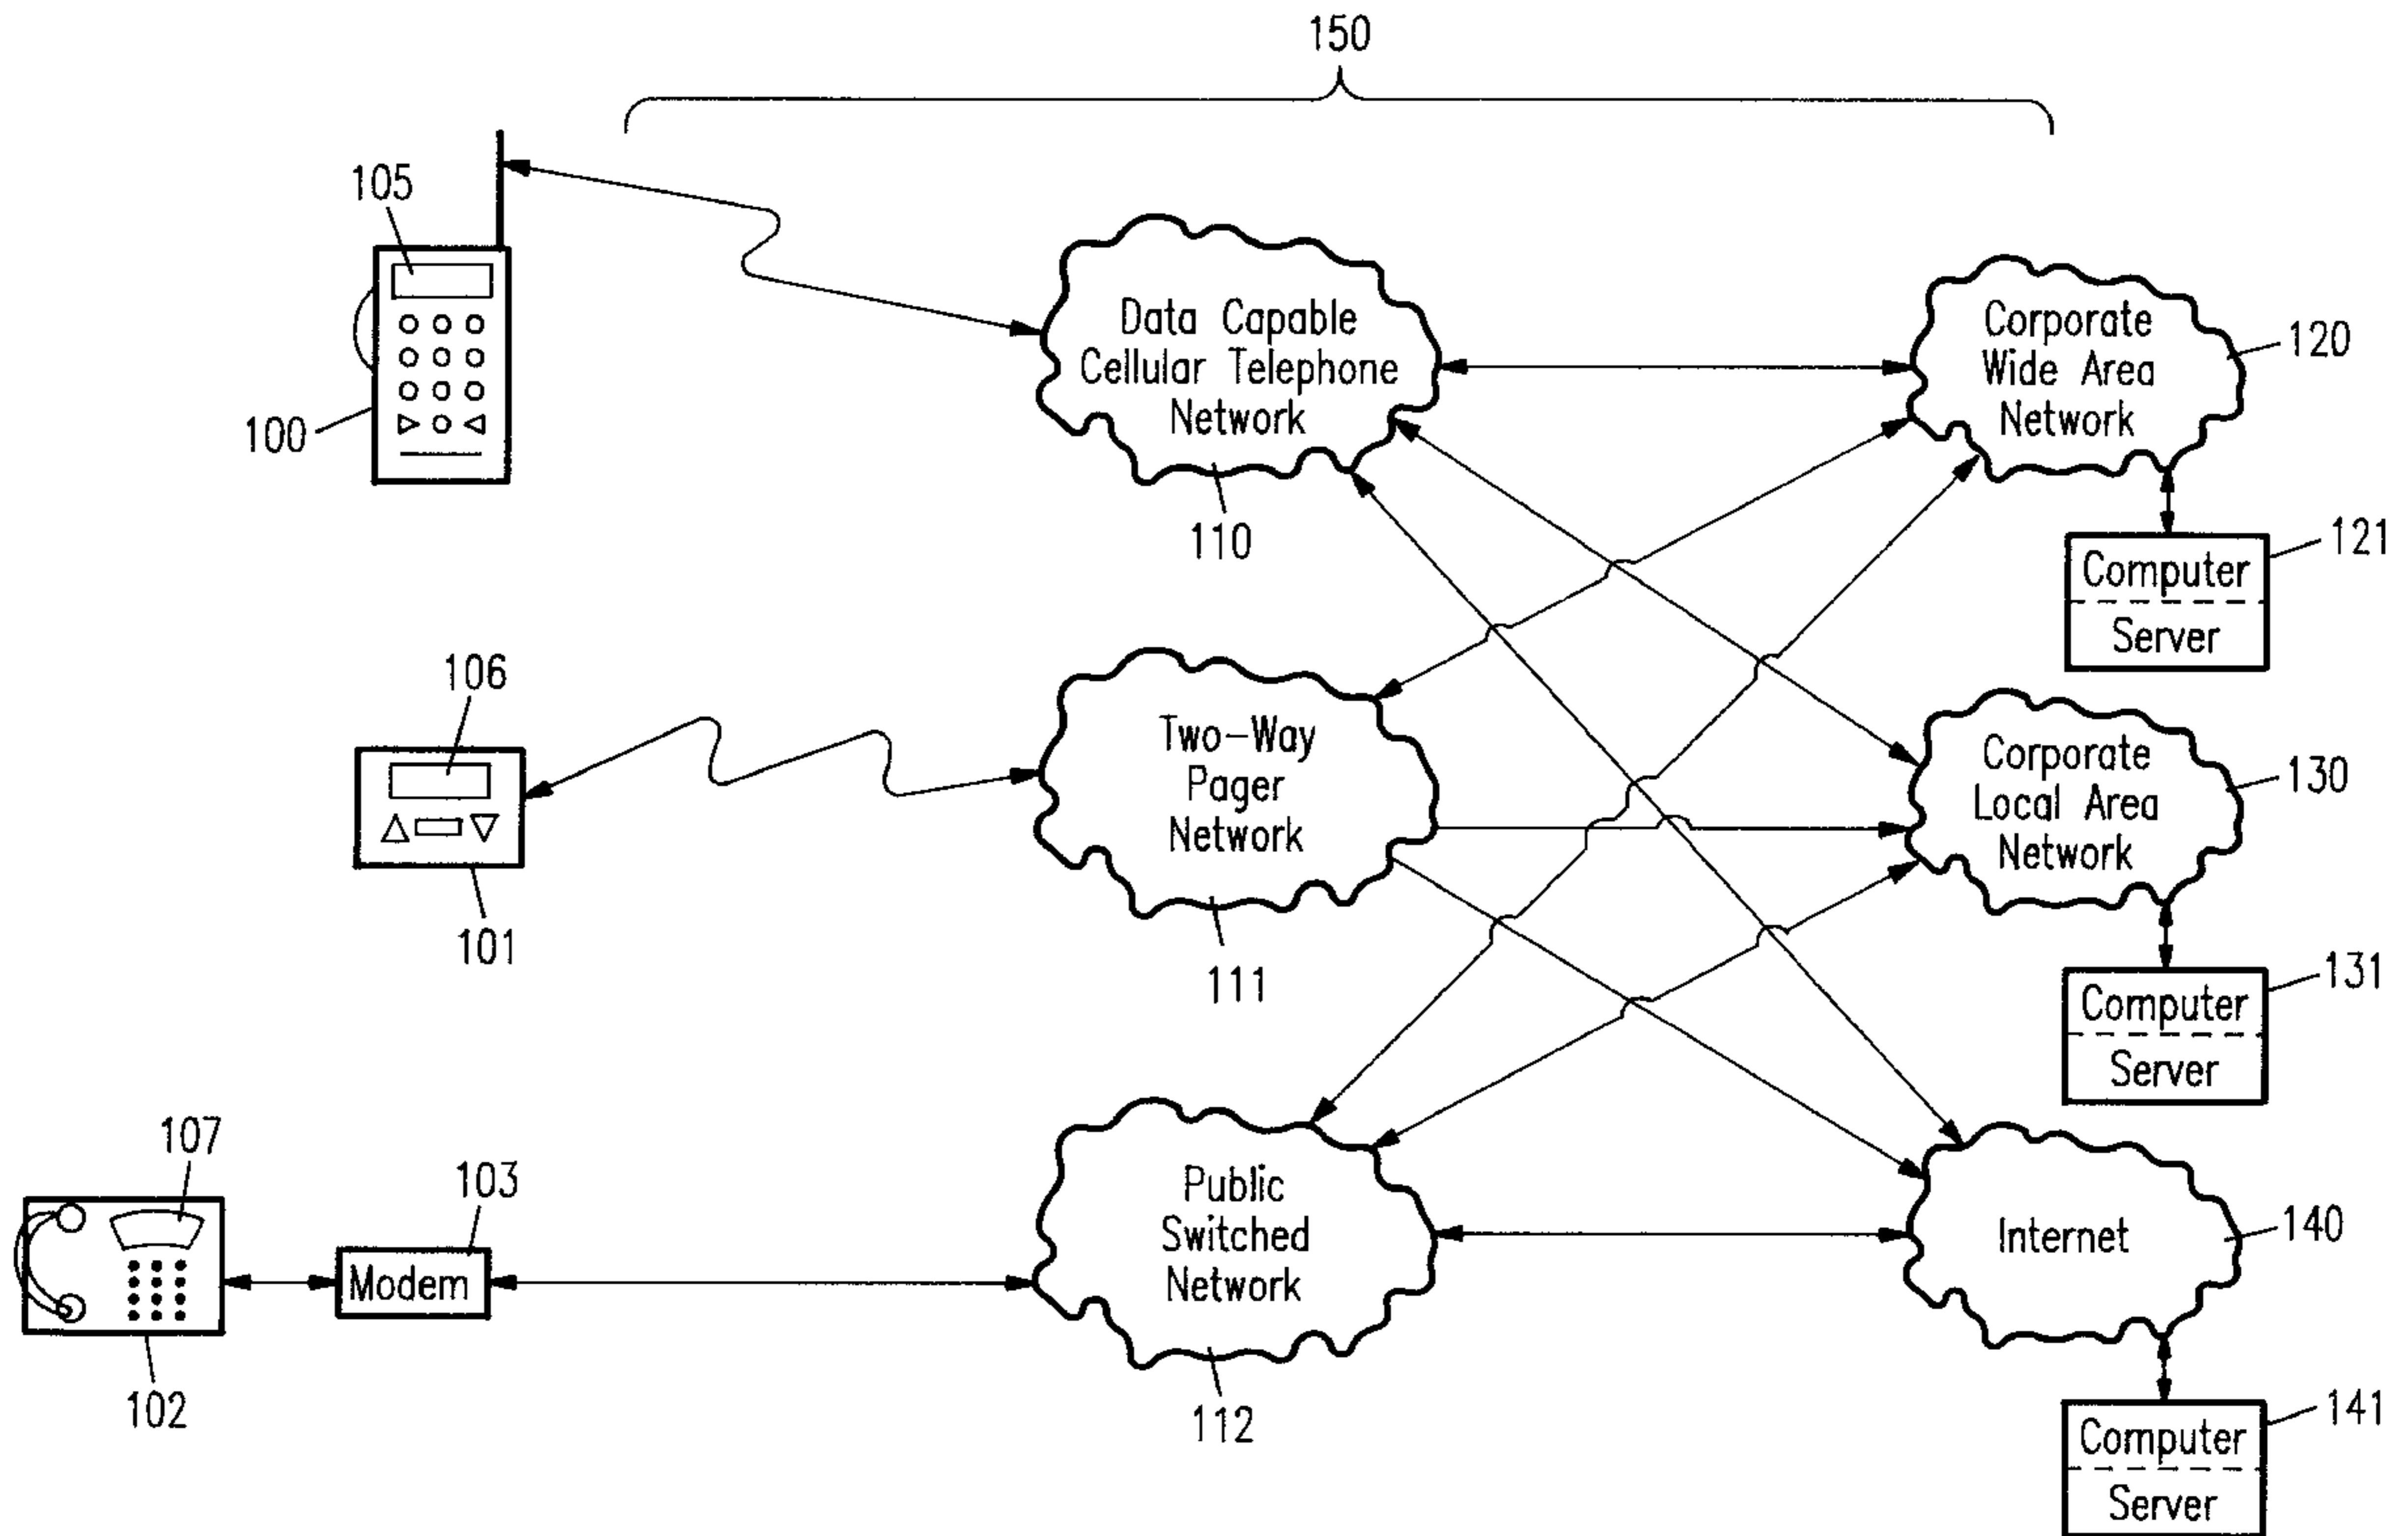 150
105
100
Data Capable
Cellular Telephone
Network
110
Corporate
Wide Area
Network
120
121
Computer
Server
106
101
Two-Way
Pager
Network
111
Corporate
Local Area
Network
130
131
Computer
Server
107
102
103
Modem
Public
Switched
Network
112
Internet
140
141
Computer
Server